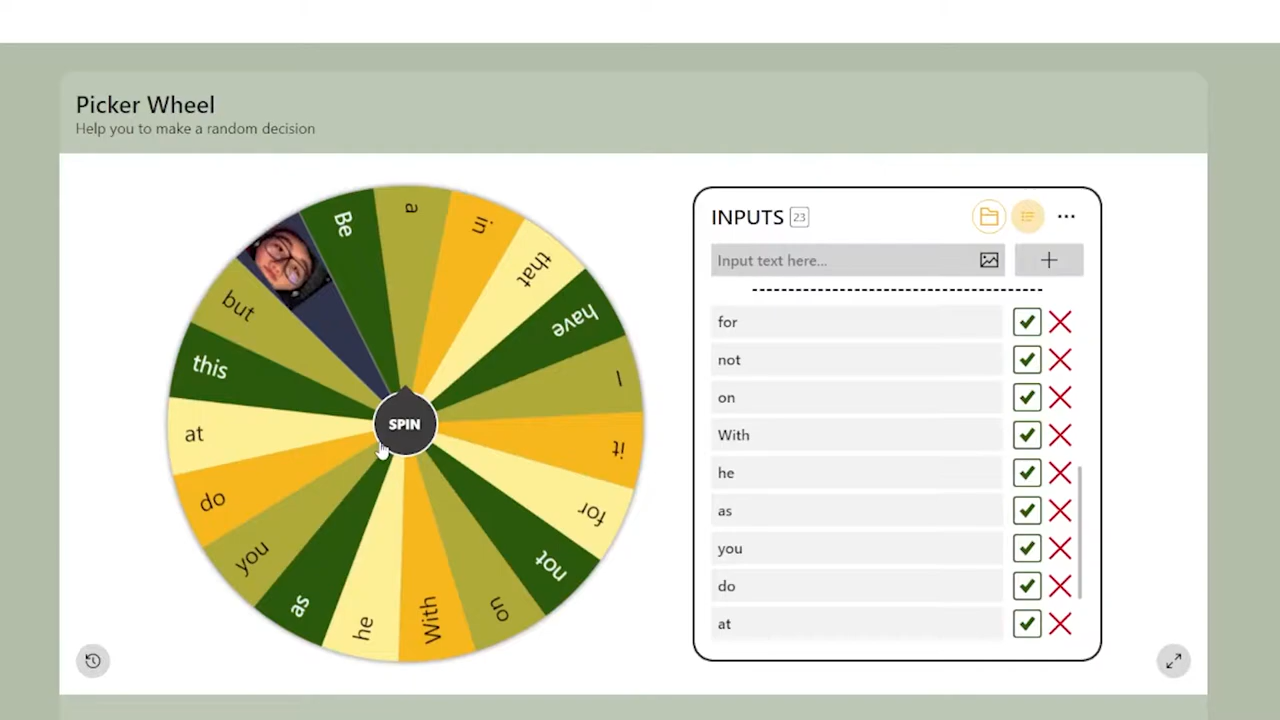 Picker Wheel
Help you to make a random decision
Be
a
in
that
have
I
it
for
not
on
With
he
as
you
do
at
this
but
SPIN
INPUTS 23
Input text here...
for
not
on
With
he
as
you
do
at